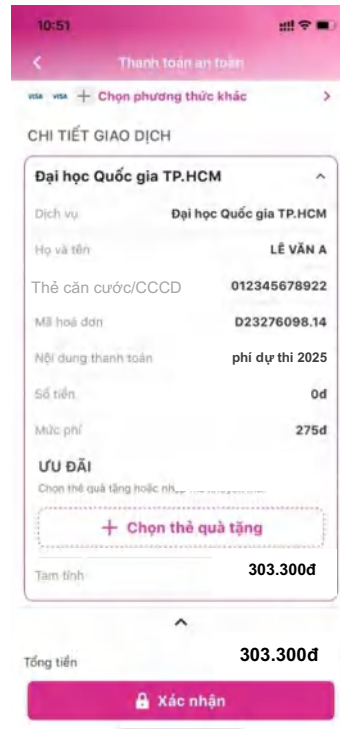 10:51
Thanh toán an toàn
VISA VISA + Chọn phương thức khác
CHI TIẾT GIAO DỊCH
Đại học Quốc gia TP.HCM
Dịch vụ Đại học Quốc gia TP.HCM
Họ và tên LÊ VĂN A
Thẻ căn cước/CCCD 012345678922
Mã hoá đơn D23276098.14
Nội dung thanh toán phí dự thi 2025
Số tiền 0đ
Mức phí 275đ
ƯU ĐÃI
Chọn thẻ quà tặng hoặc
+ Chọn thẻ quà tặng
Tạm tính 303.300đ
Tổng tiền 303.300đ
Xác nhận